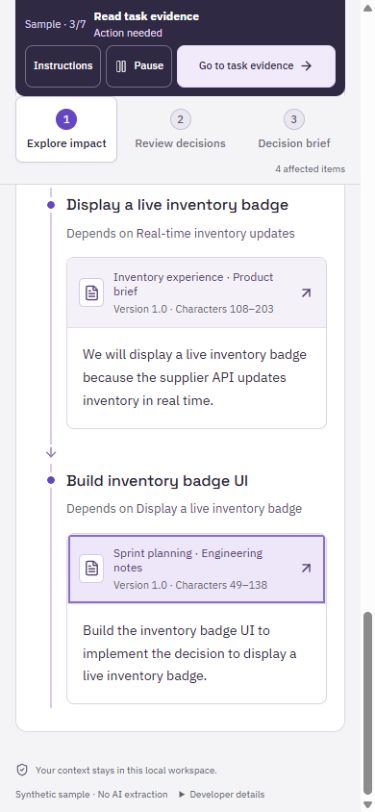 Sample · 3/7
Read task evidence
Action needed
Instructions
Pause
Go to task evidence
1
Explore impact
2
Review decisions
3
Decision brief
4 affected items
Display a live inventory badge
Depends on Real-time inventory updates
Inventory experience · Product
brief
Version 1.0 · Characters 108–203
We will display a live inventory badge
because the supplier API updates
inventory in real time.
Build inventory badge UI
Depends on Display a live inventory badge
Sprint planning · Engineering
notes
Version 1.0 · Characters 49–138
Build the inventory badge UI to
implement the decision to display a
live inventory badge.
Your context stays in this local workspace.
Synthetic sample · No AI extraction
Developer details